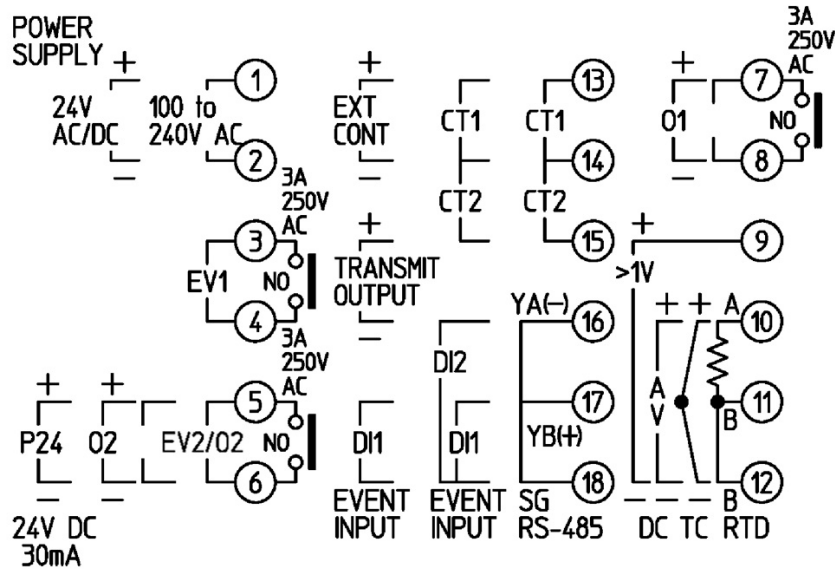 POWER
SUPPLY
+
24V
AC/DC
−
100 to
240V AC
1
2
+
EXT
CONT
−
CT1
CT2
CT1
CT2
13
14
15
+
O1
−
7
8
3A
250V
AC
NO
3A
250V
AC
3
4
EV1
NO
+
TRANSMIT
OUTPUT
−
+
>1V
9
YA(−)
16
17
YB(+)
18
SG
RS-485
DI2
DI1
EVENT
INPUT
DI1
EVENT
INPUT
+
P24
−
24V DC
30mA
+
O2
−
EV2/O2
5
6
3A
250V
AC
NO
+
+
A
10
A
V
B
11
B
12
−
−
−
DC TC RTD